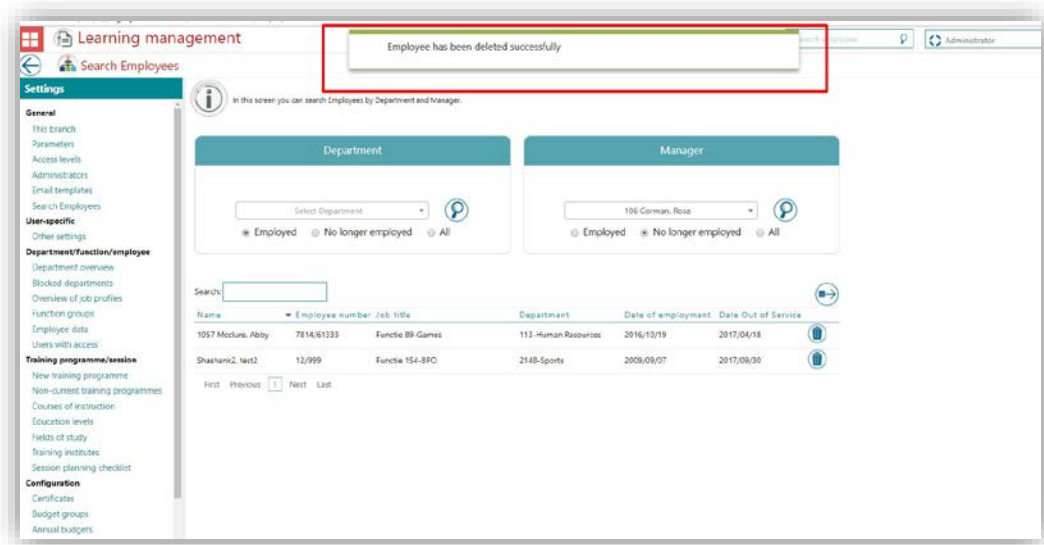 Learning management
Employee has been deleted successfully
Search employee
Administrator
Search Employees
Settings
In this screen you can search Employees by Department and Manager.
General
This branch
Parameters
Access levels
Administrators
Email templates
Search Employees
User-specific
Other settings
Department/function/employee
Department overview
Blocked departments
Overview of job profiles
Function groups
Employee data
Users with access
Training programme/session
New training programme
Non-current training programmes
Courses of instruction
Education levels
Fields of study
Training institutes
Session planning checklist
Configuration
Certificates
Budget groups
Annual budgets
Department
Manager
Select Department
106 Gorman, Rosa
Employed No longer employed All
Employed No longer employed All
Search:
Name Employee number Job title Department Date of employment Date Out of Service
1057 Mcclure, Abby 7814/61333 Functie 89-Games 113-Human Resources 2016/10/19 2017/04/18
Shashank2, test2 12/999 Functie 154-BPO 2148-Sports 2009/09/07 2017/09/30
First Previous 1 Next Last